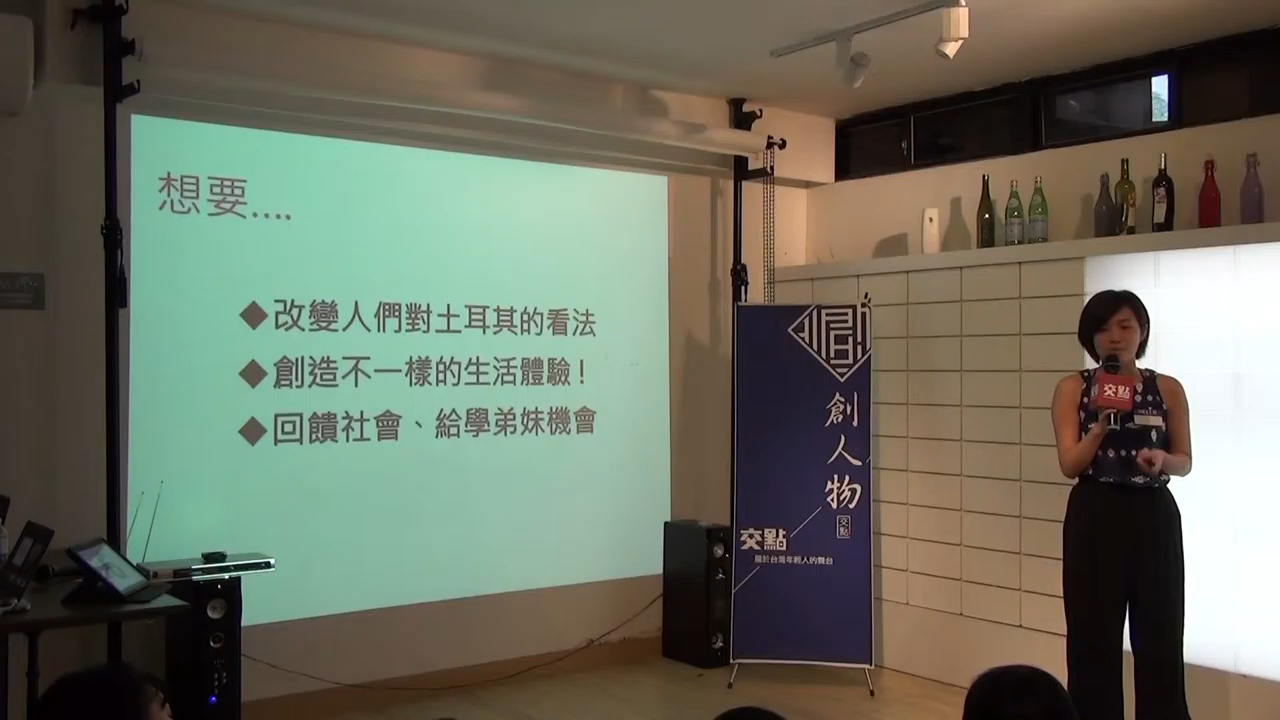 想要....
◆改變人們對土耳其的看法
◆創造不一樣的生活體驗!
◆回饋社會、給學弟妹機會
創人物
交點
交點
屬於台灣年輕人的舞台
交點